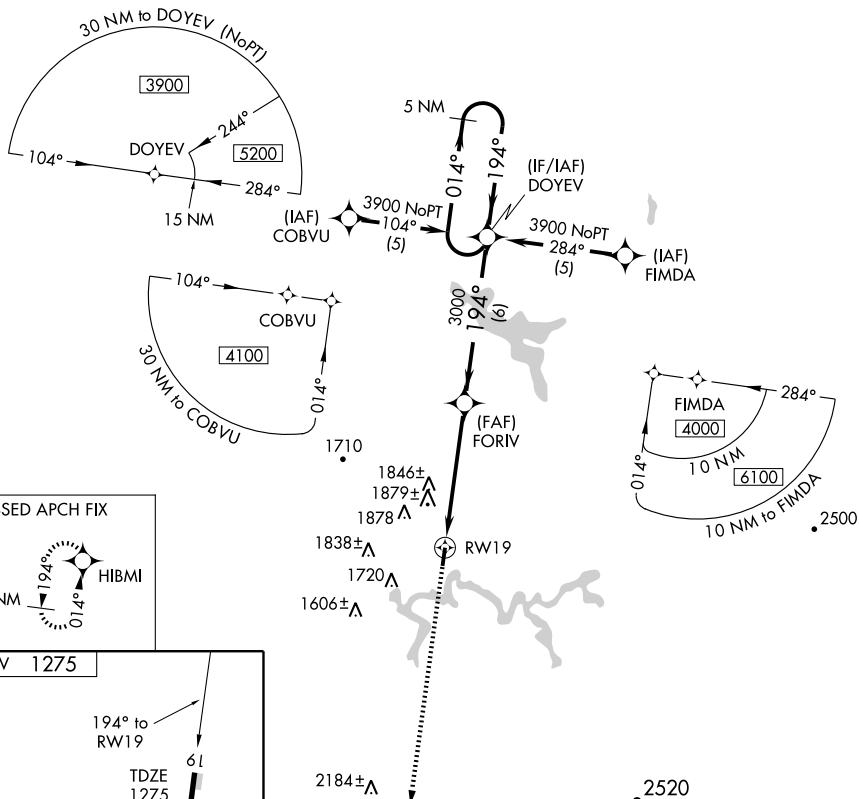 30 NM to DOYEV (NoPT)
3900
244°
DOYEV
5200
104°
284°
15 NM
5 NM
014°
194°
(IF/IAF)
DOYEV
(IAF)
COBVU
3900 NoPT
104°
(5)
3900 NoPT
284°
(5)
(IAF)
FIMDA
104°
COBVU
4100
014°
30 NM to COBVU
3000
194°
(6)
(FAF)
FORIV
284°
FIMDA
4000
10 NM
014°
6100
10 NM to FIMDA
2500
1710
1846±
1879±
1878
1838±
RW19
1720
1606±
SED APCH FIX
194°
HIBMI
NM
014°
V 1275
194° to
RW19
19
TDZE
1275
2184±
2520